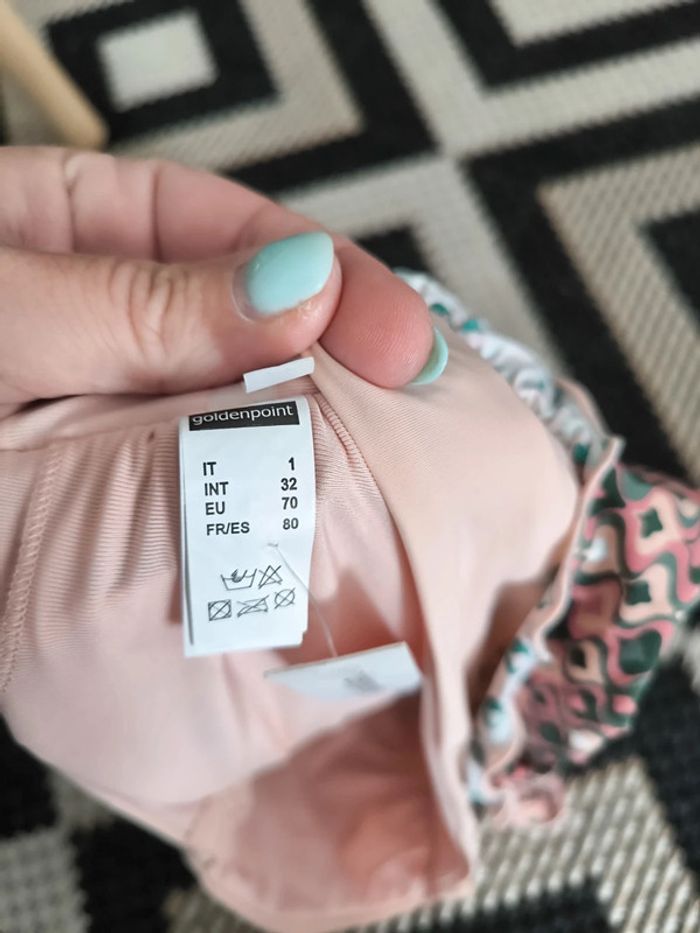 goldenpoint
IT 1
INT 32
EU 70
FR/ES 80